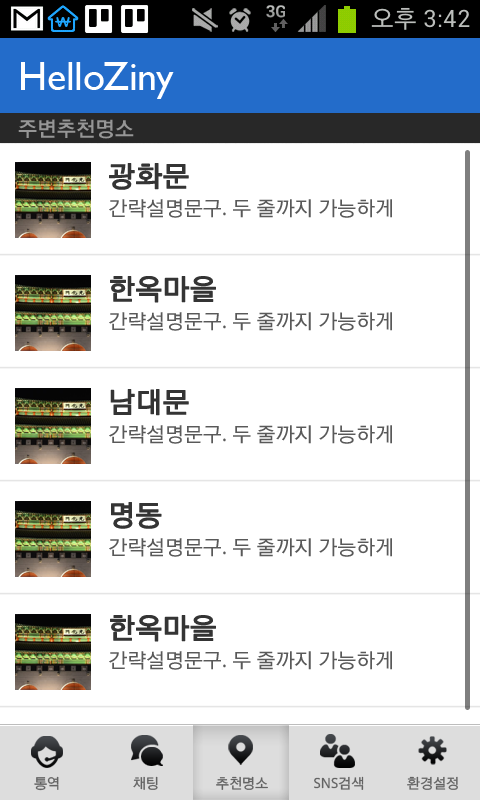 3G
오후 3:42
HelloZiny
주변추천명소
광화문
간략설명문구. 두 줄까지 가능하게
한옥마을
간략설명문구. 두 줄까지 가능하게
남대문
간략설명문구. 두 줄까지 가능하게
명동
간략설명문구. 두 줄까지 가능하게
한옥마을
간략설명문구. 두 줄까지 가능하게
통역
채팅
추천명소
SNS검색
환경설정